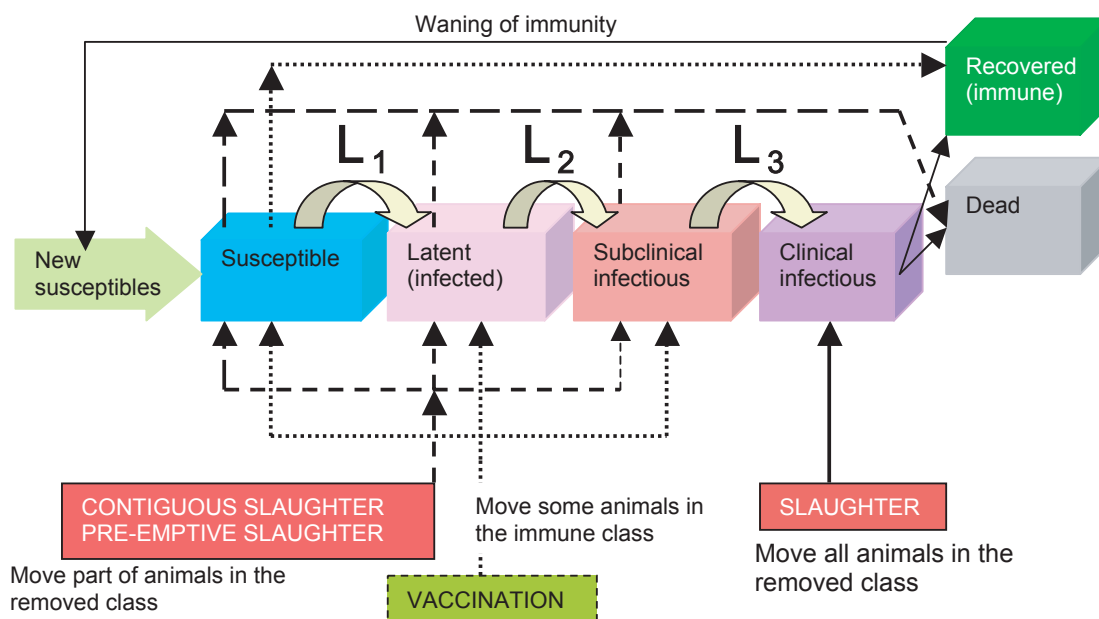 Waning of immunity
Recovered
(immune)
L1
L2
L3
Dead
New
susceptibles
Susceptible
Latent
(infected)
Subclinical
infectious
Clinical
infectious
CONTIGUOUS SLAUGHTER
PRE-EMPTIVE SLAUGHTER
Move part of animals in the
removed class
Move some animals in
the immune class
VACCINATION
SLAUGHTER
Move all animals in the
removed class